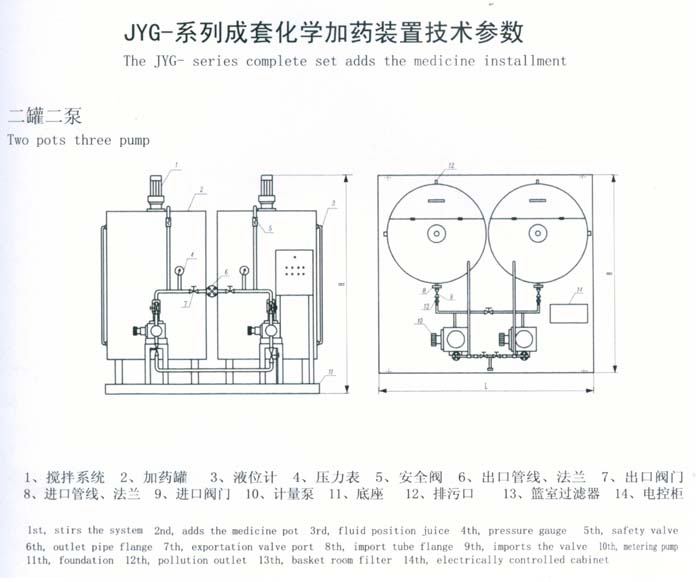 JYG-系列成套化学加药装置技术参数
The JYG- series complete set adds the medicine installment
二罐二泵
Two pots three pump
1
2
3
4
5
6
7
8
9
10
11
12
13
14
L
1、搅拌系统 2、加药罐 3、液位计 4、压力表 5、安全阀 6、出口管线、法兰 7、出口阀门
8、进口管线、法兰 9、进口阀门 10、计量泵 11、底座 12、排污口 13、篮室过滤器 14、电控柜
1st, stirs the system 2nd, adds the medicine pot 3rd, fluid position juice 4th, pressure gauge 5th, safety valve
6th, outlet pipe flange 7th, exportation valve port 8th, import tube flange 9th, imports the valve 10th, metering pump
11th, foundation 12th, pollution outlet 13th, basket room filter 14th, electrically controlled cabinet